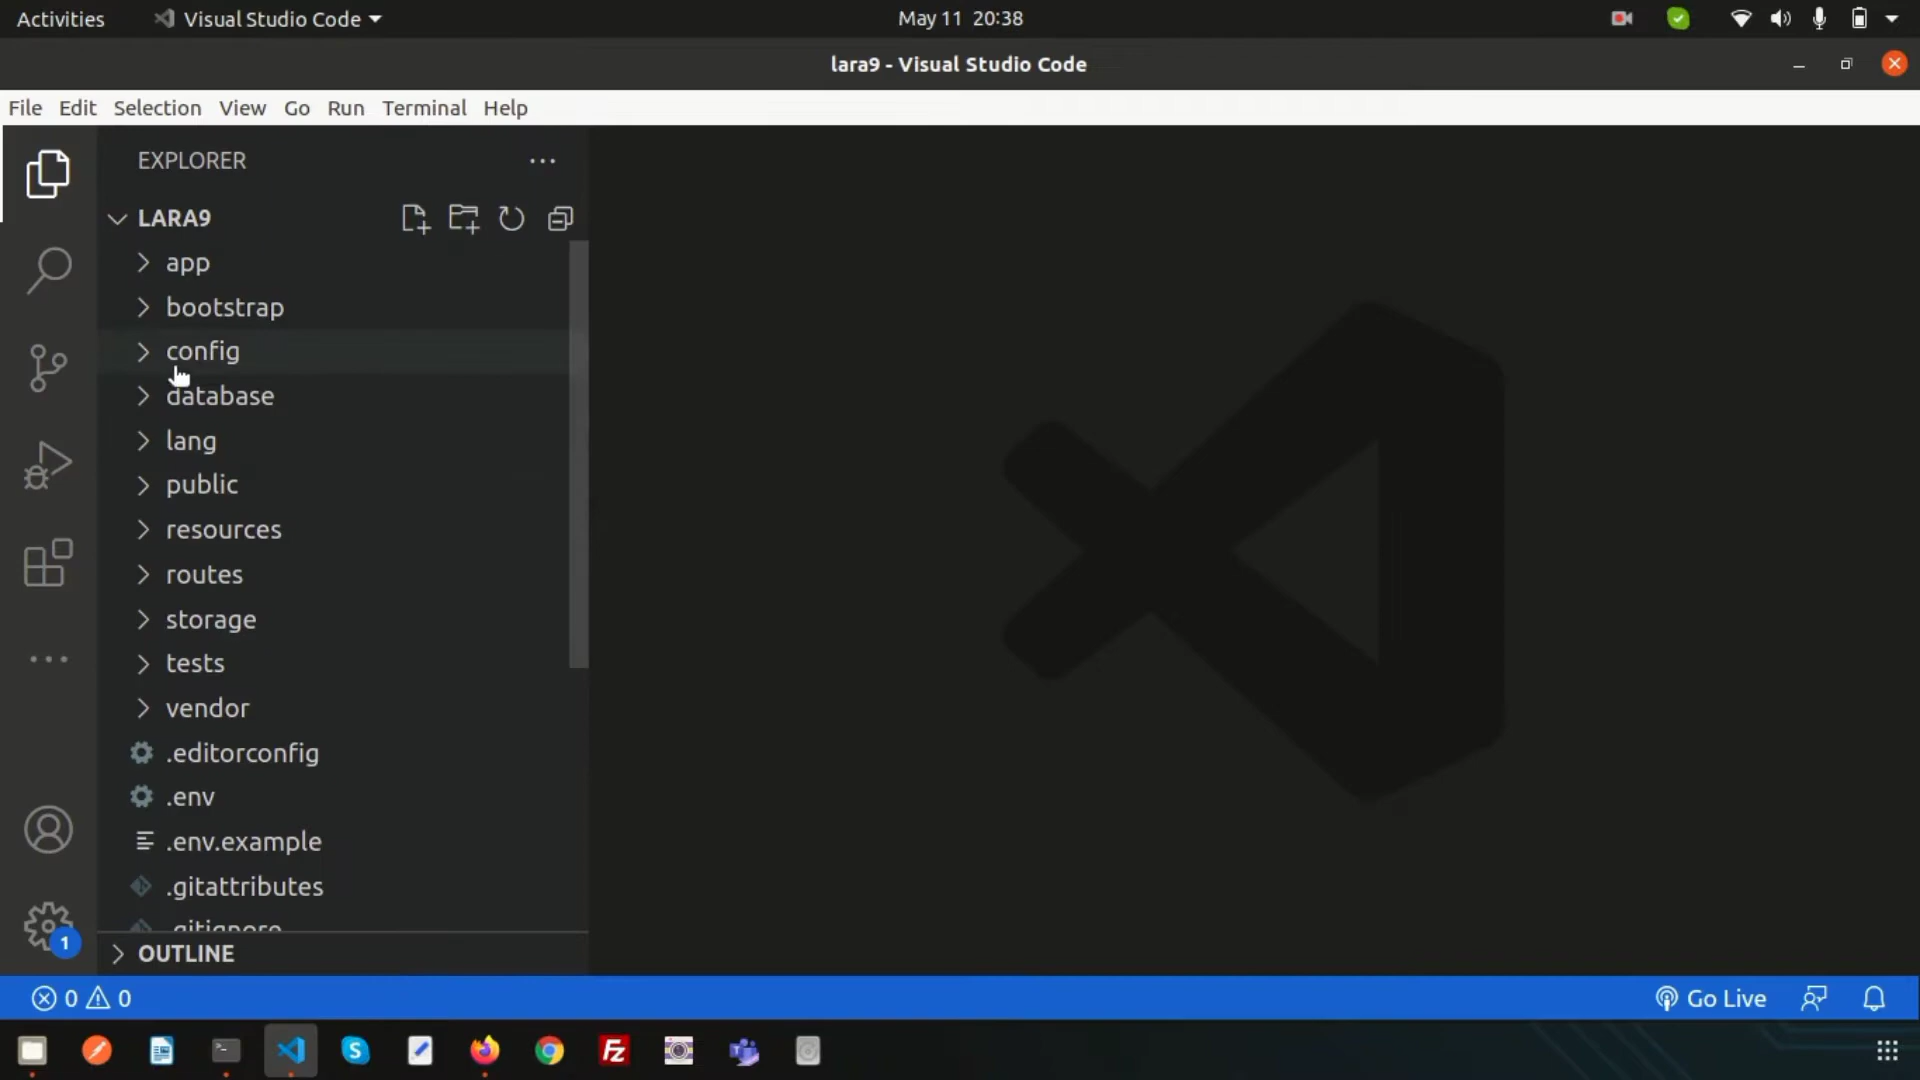 Activities Visual Studio Code May 11 20:38
lara9 - Visual Studio Code
File Edit Selection View Go Run Terminal Help
EXPLORER
LARA9
app
bootstrap
config
database
lang
public
resources
routes
storage
tests
vendor
.editorconfig
.env
.env.example
.gitattributes
.gitignore
1
OUTLINE
0 0 Go Live